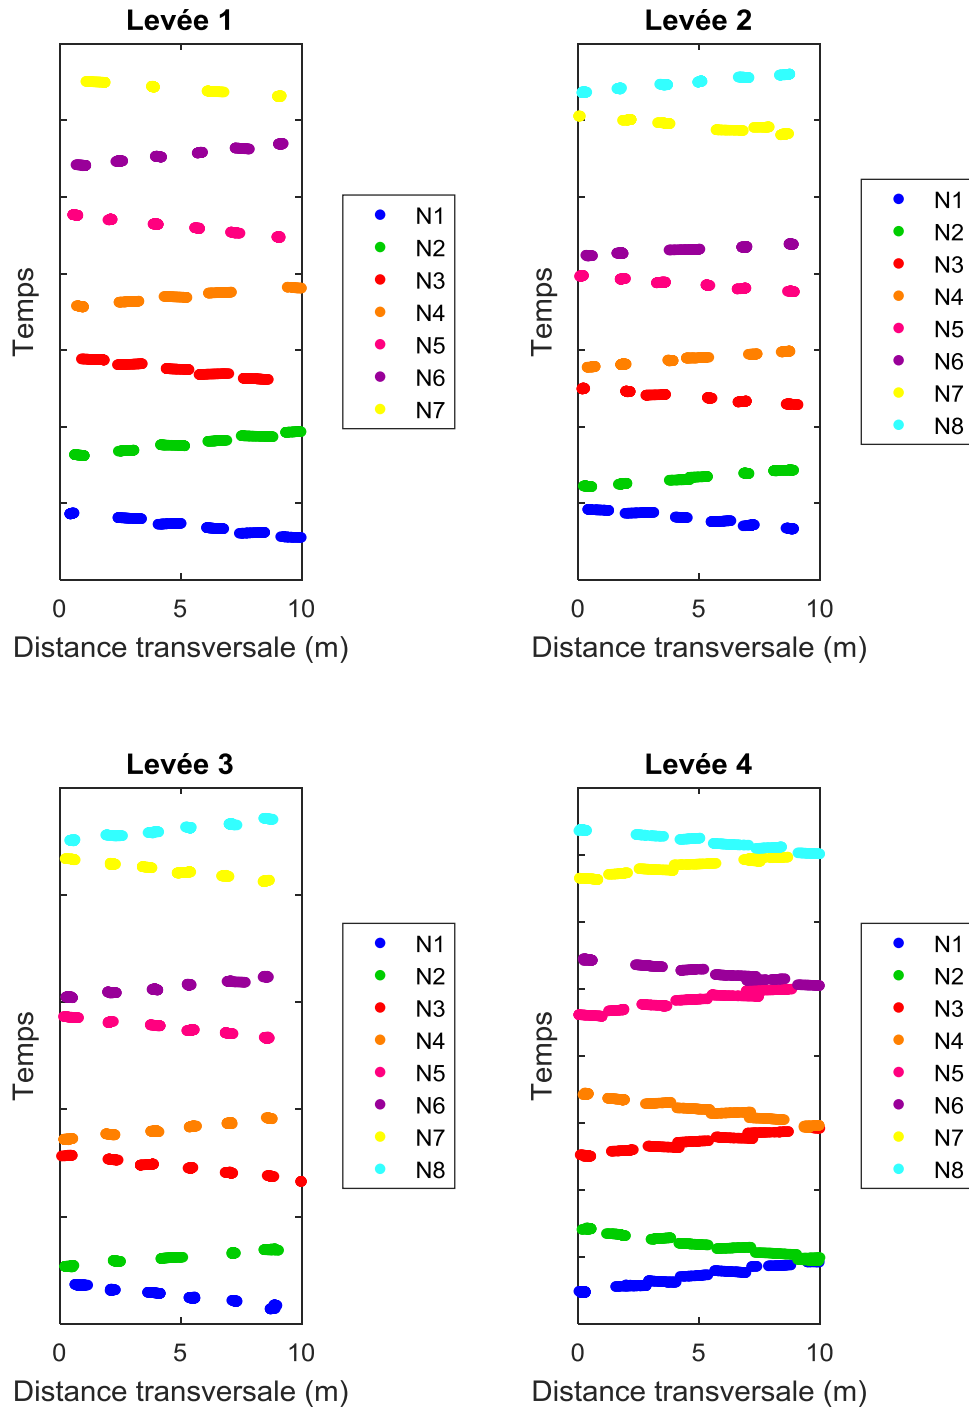 Levée 1
Temps
0 5 10
Distance transversale (m)
N1
N2
N3
N4
N5
N6
N7
Levée 2
Temps
0 5 10
Distance transversale (m)
N1
N2
N3
N4
N5
N6
N7
N8
Levée 3
Temps
0 5 10
Distance transversale (m)
N1
N2
N3
N4
N5
N6
N7
N8
Levée 4
Temps
0 5 10
Distance transversale (m)
N1
N2
N3
N4
N5
N6
N7
N8